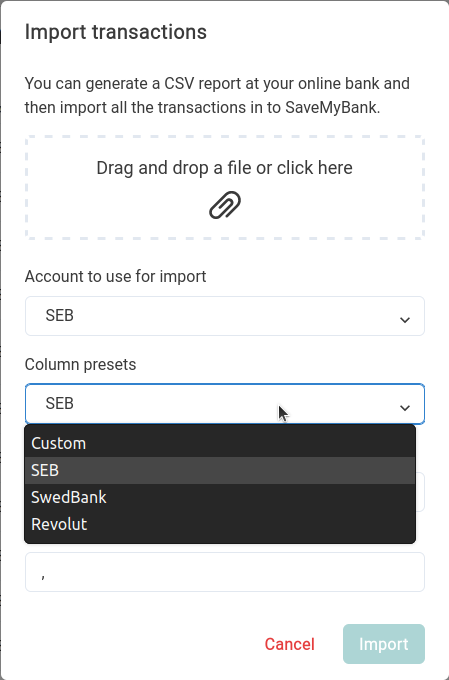 Import transactions
You can generate a CSV report at your online bank and
then import all the transactions in to SaveMyBank.
Drag and drop a file or click here
Account to use for import
SEB
Column presets
SEB
Custom
SEB
SwedBank
Revolut
,
Cancel
Import